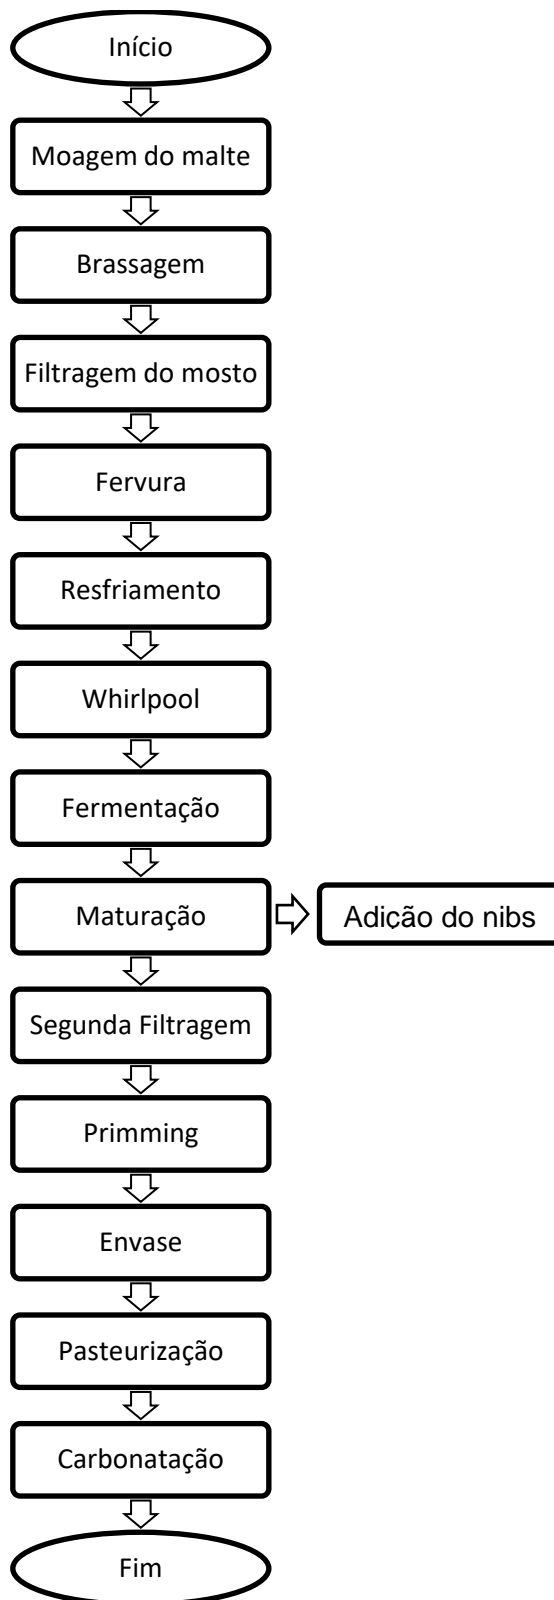 Início
Moagem do malte
Brassagem
Filtragem do mosto
Fervura
Resfriamento
Whirlpool
Fermentação
Maturação
Adição do nibs
Segunda Filtragem
Primming
Envase
Pasteurização
Carbonatação
Fim